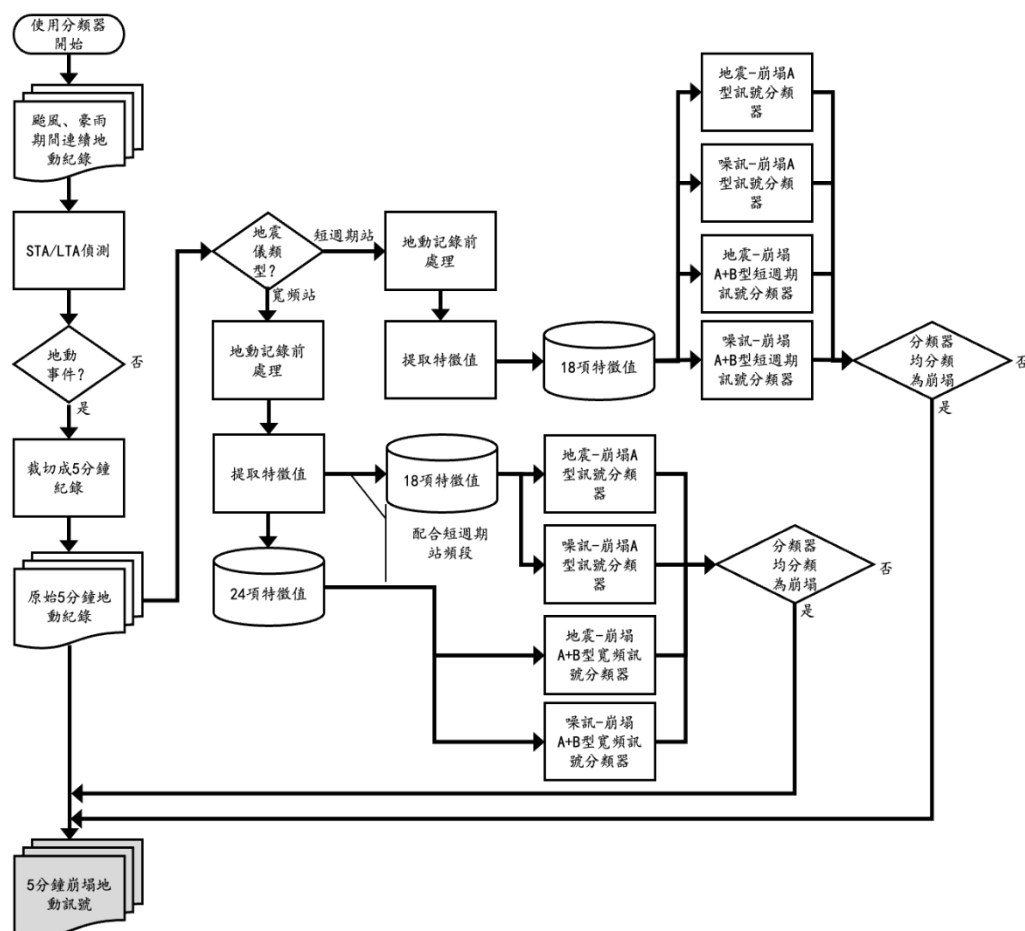 使用分類器
開始
颱風、豪雨
期間連續地
動紀錄
STA/LTA偵測
地動
事件?
否
是
裁切成5分鐘
紀錄
原始5分鐘地
動紀錄
5分鐘崩塌地
動訊號
地震
儀類
型?
短週期站
寬頻站
地動記錄前
處理
提取特徵值
18項特徵值
地震-崩塌A
型訊號分類
器
噪訊-崩塌A
型訊號分類
器
地震-崩塌
A+B型短週期
訊號分類器
噪訊-崩塌
A+B型短週期
訊號分類器
分類器
均分類
為崩塌
否
是
地動記錄前
處理
提取特徵值
18項特徵值
配合短週期
站頻段
24項特徵值
地震-崩塌A
型訊號分類
器
噪訊-崩塌A
型訊號分類
器
地震-崩塌
A+B型寬頻訊
號分類器
噪訊-崩塌
A+B型寬頻訊
號分類器
分類器
均分類
為崩塌
否
是